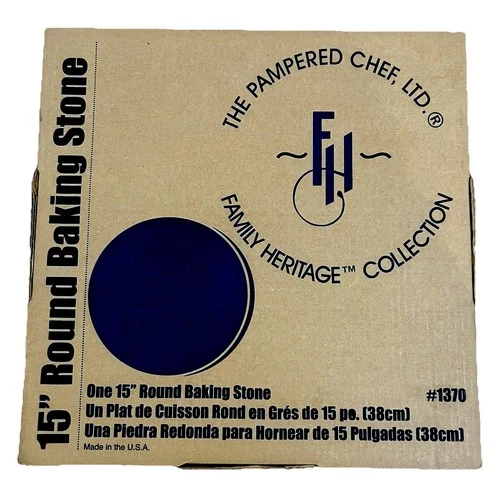 15” Round Baking Stone
THE PAMPERED CHEF, LTD.®
FH
FAMILY HERITAGE™ COLLECTION
One 15” Round Baking Stone #1370
Un Plat de Cuisson Rond en Grés de 15 po. (38cm)
Una Piedra Redonda para Hornear de 15 Pulgadas (38cm)
Made in the U.S.A.